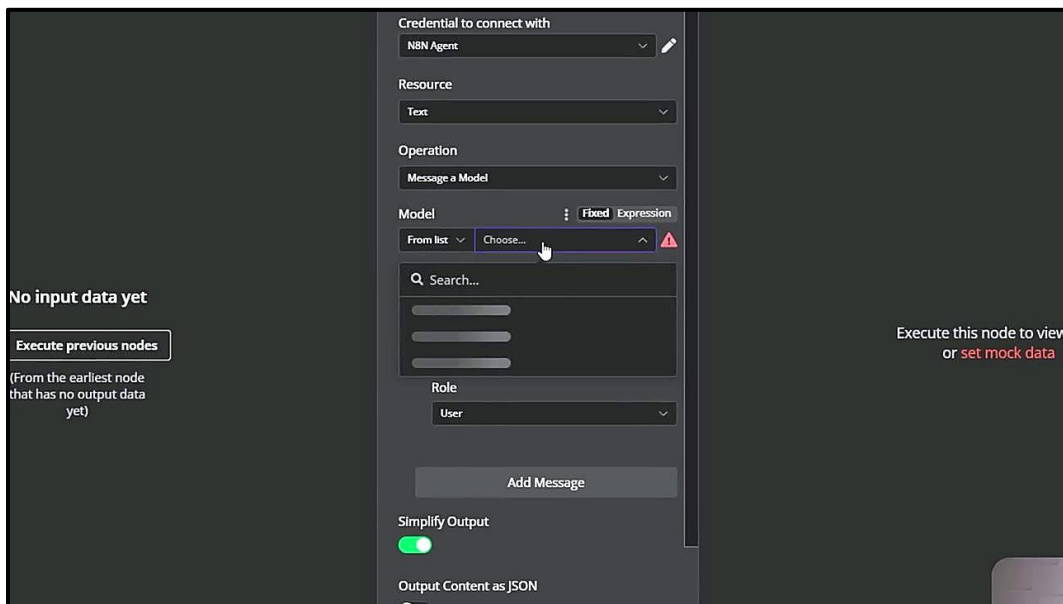 Credential to connect with
N8N Agent
Resource
Text
Operation
Message a Model
Model
Fixed Expression
From list
Choose...
Search...
No input data yet
Execute previous nodes
(From the earliest node
that has no output data
yet)
Execute this node to view
or set mock data
Role
User
Add Message
Simplify Output
Output Content as JSON